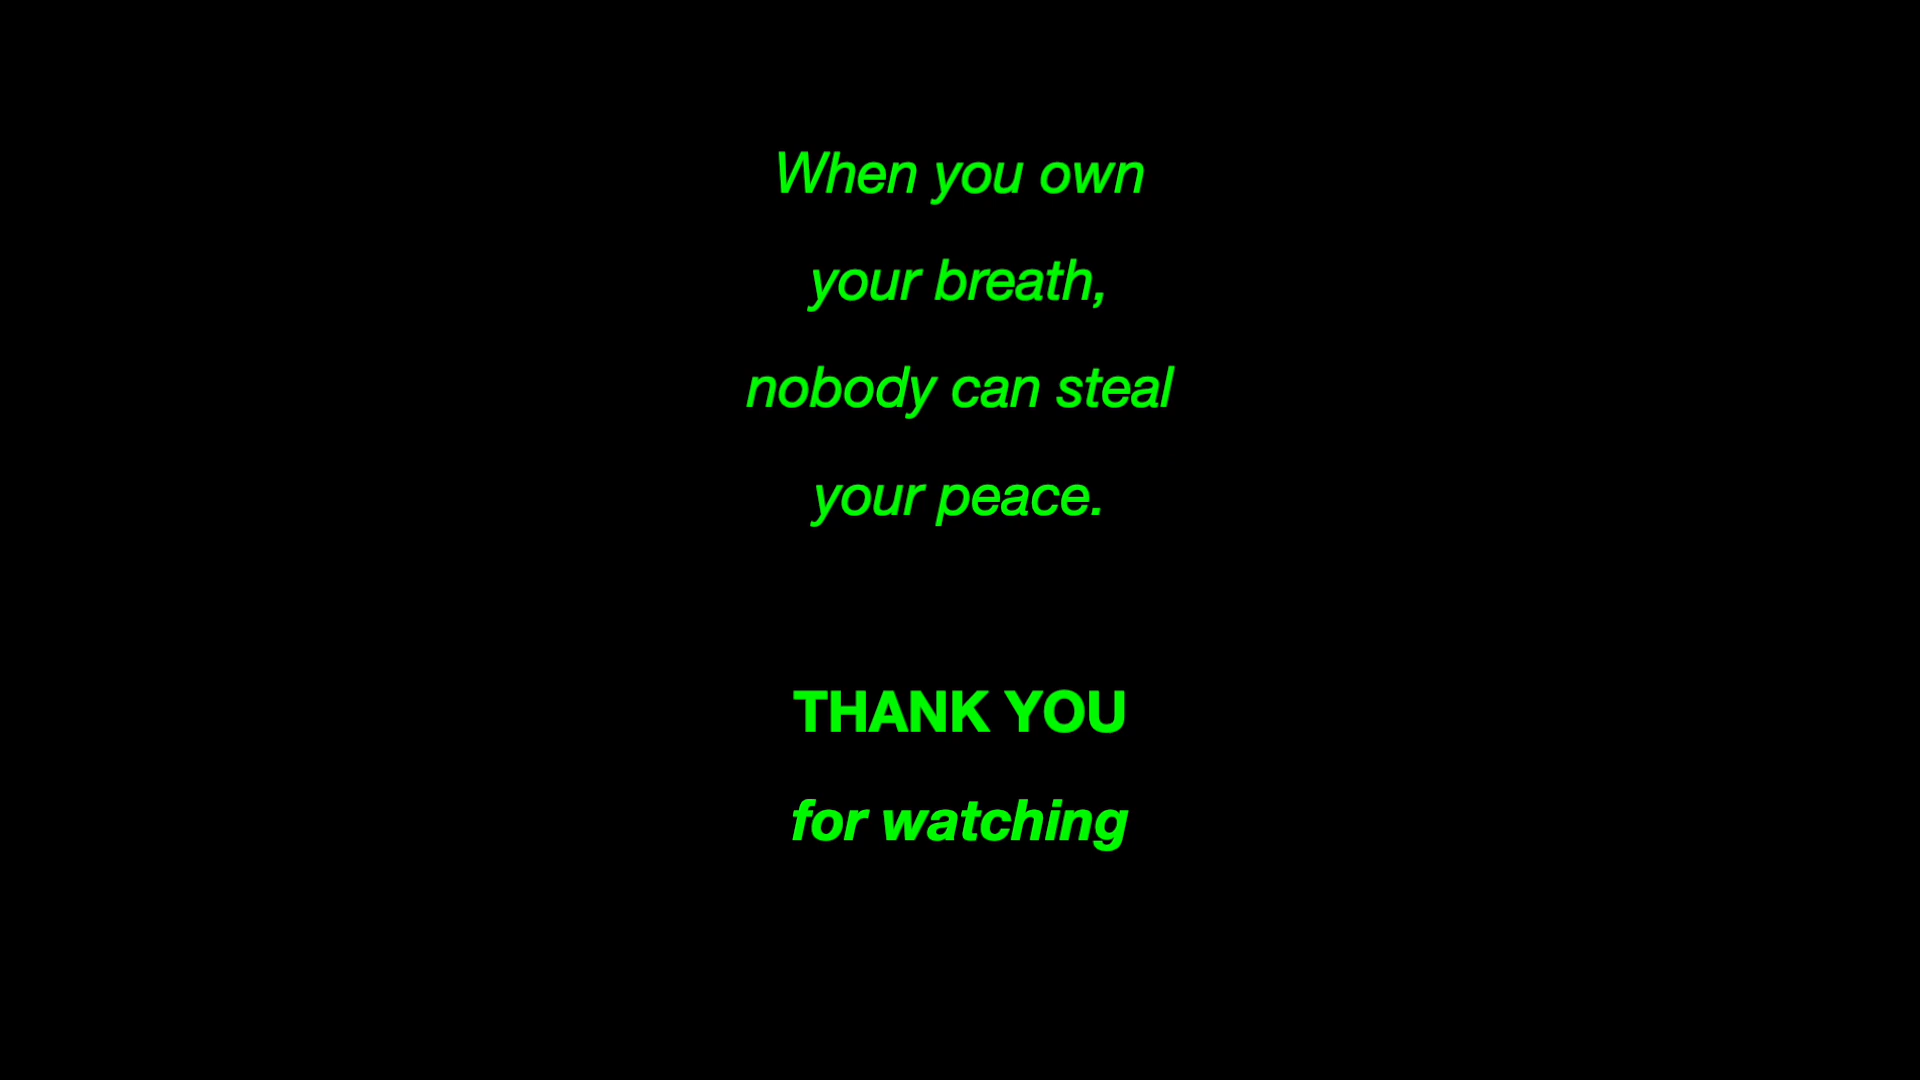 When you own
your breath,
nobody can steal
your peace.
THANK YOU
for watching